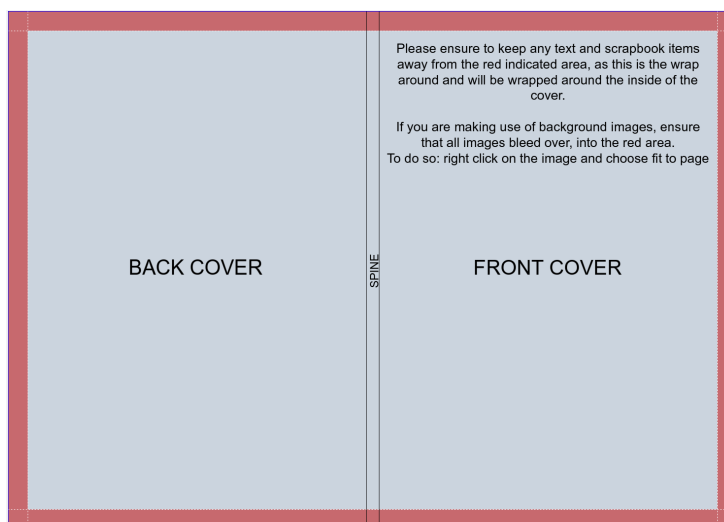 Please ensure to keep any text and scrapbook items
away from the red indicated area, as this is the wrap
around and will be wrapped around the inside of the
cover.
If you are making use of background images, ensure
that all images bleed over, into the red area.
To do so: right click on the image and choose fit to page
BACK COVER
SPINE
FRONT COVER